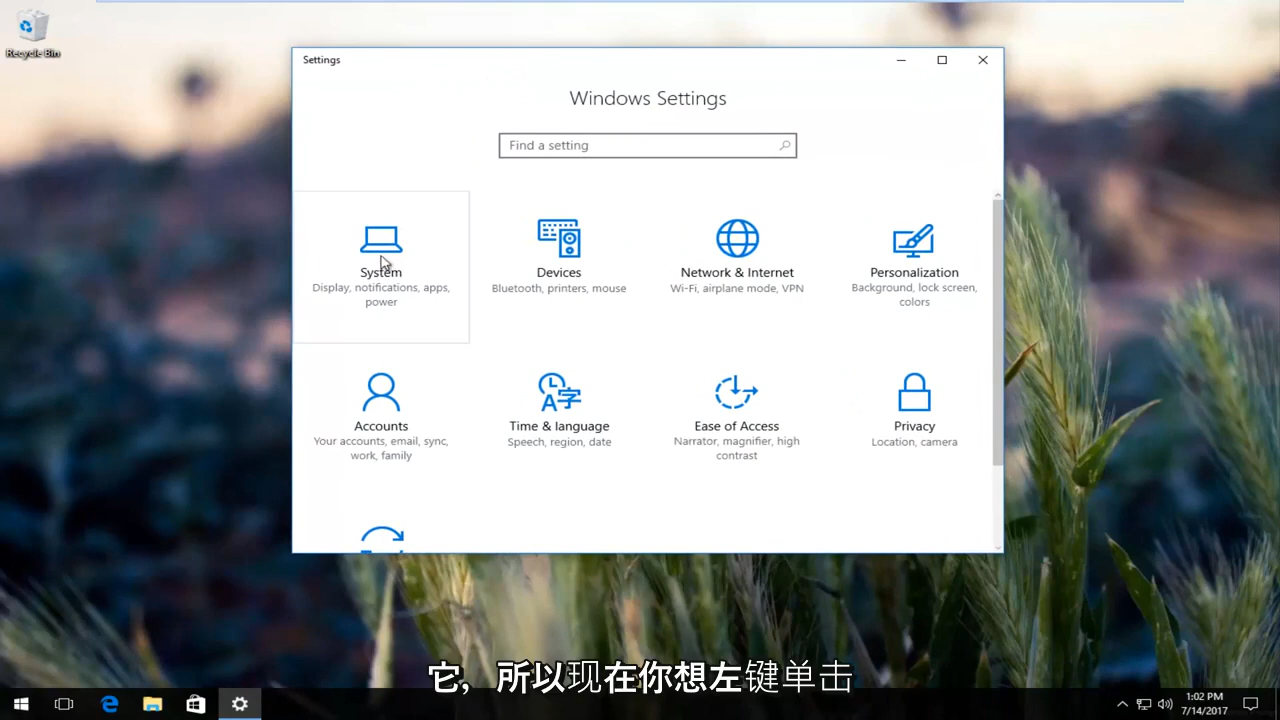 Recycle Bin
Settings
Windows Settings
Find a setting
System
Display, notifications, apps,
power
Devices
Bluetooth, printers, mouse
Network & Internet
Wi-Fi, airplane mode, VPN
Personalization
Background, lock screen,
colors
Accounts
Your accounts, email, sync,
work, family
Time & language
Speech, region, date
Ease of Access
Narrator, magnifier, high
contrast
Privacy
Location, camera
它，所以现在你想左键单击
1:02 PM
7/14/2017